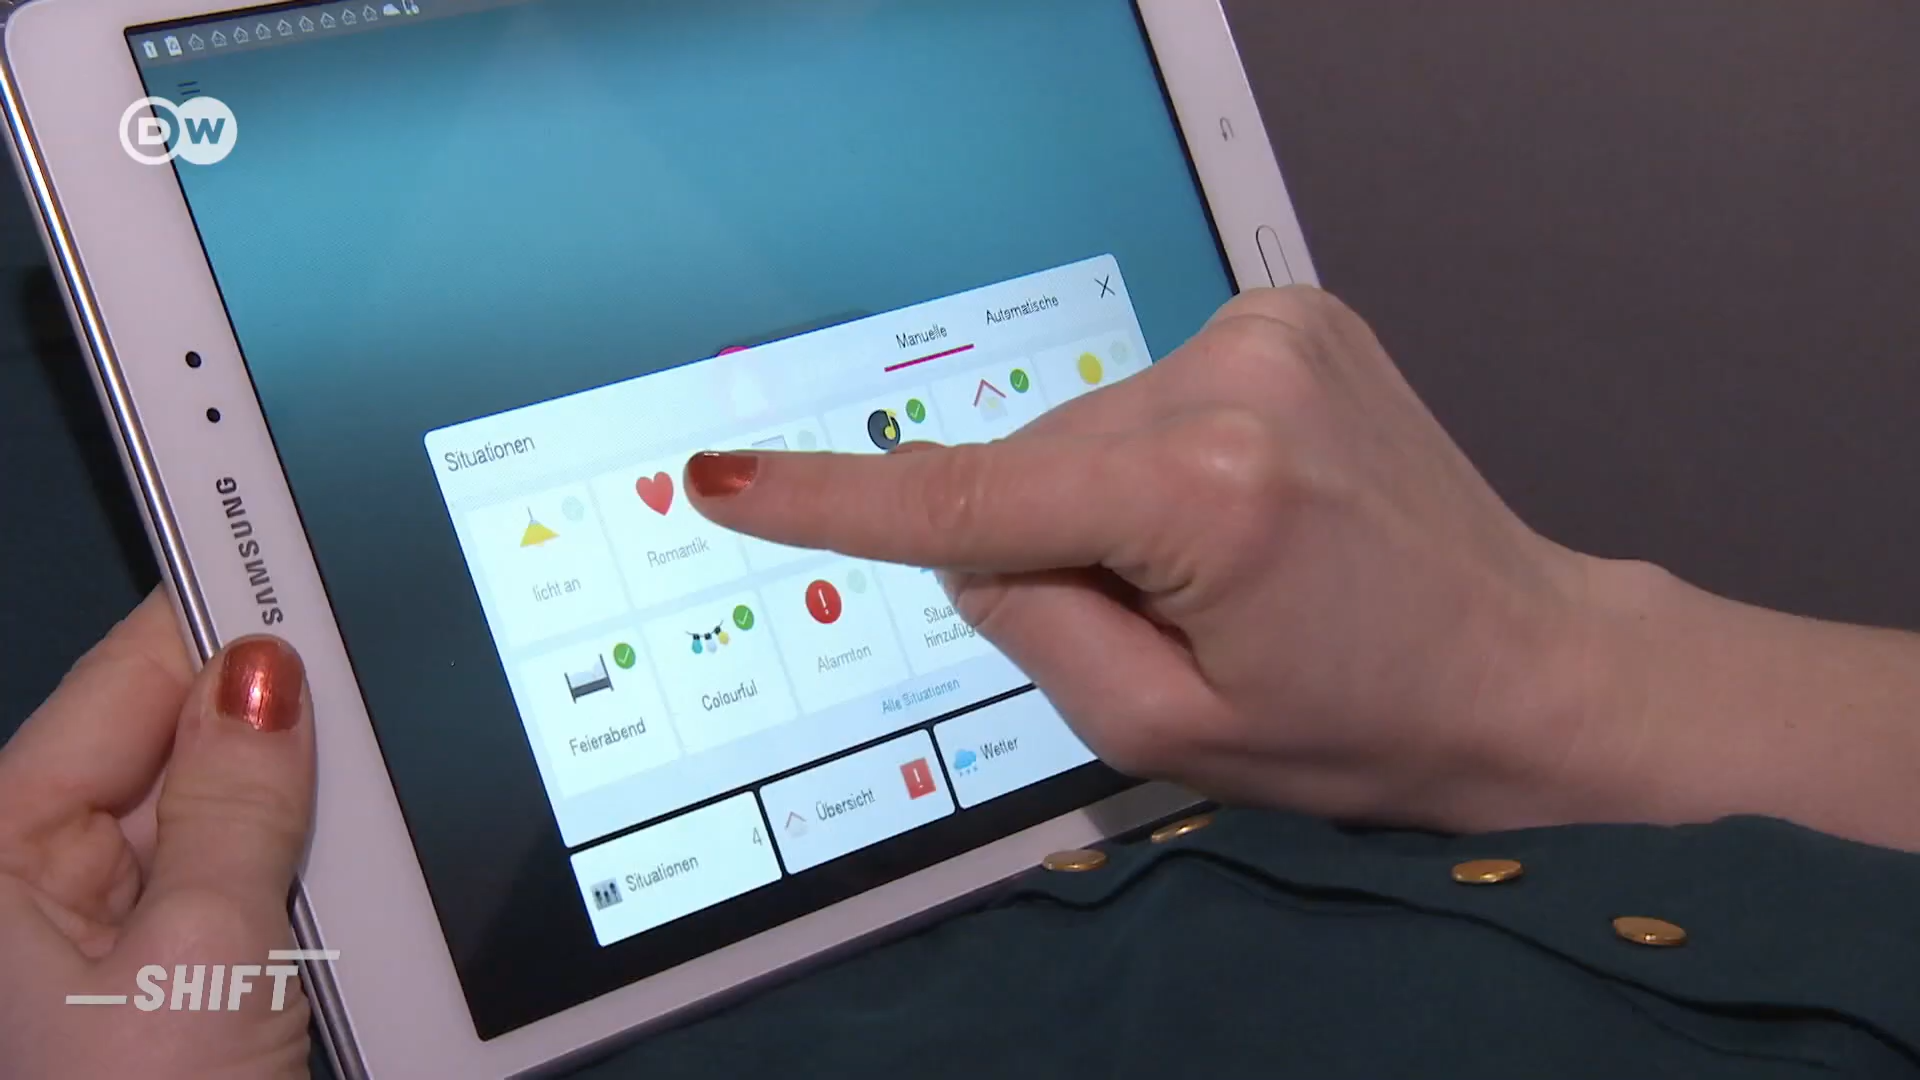 DW
SAMSUNG
Manuelle
Automatische
Situationen
licht an
Romantik
Feierabend
Colourful
Alarmton
Alle Situationen
Situationen
4
Übersicht
Wetter
SHIFT